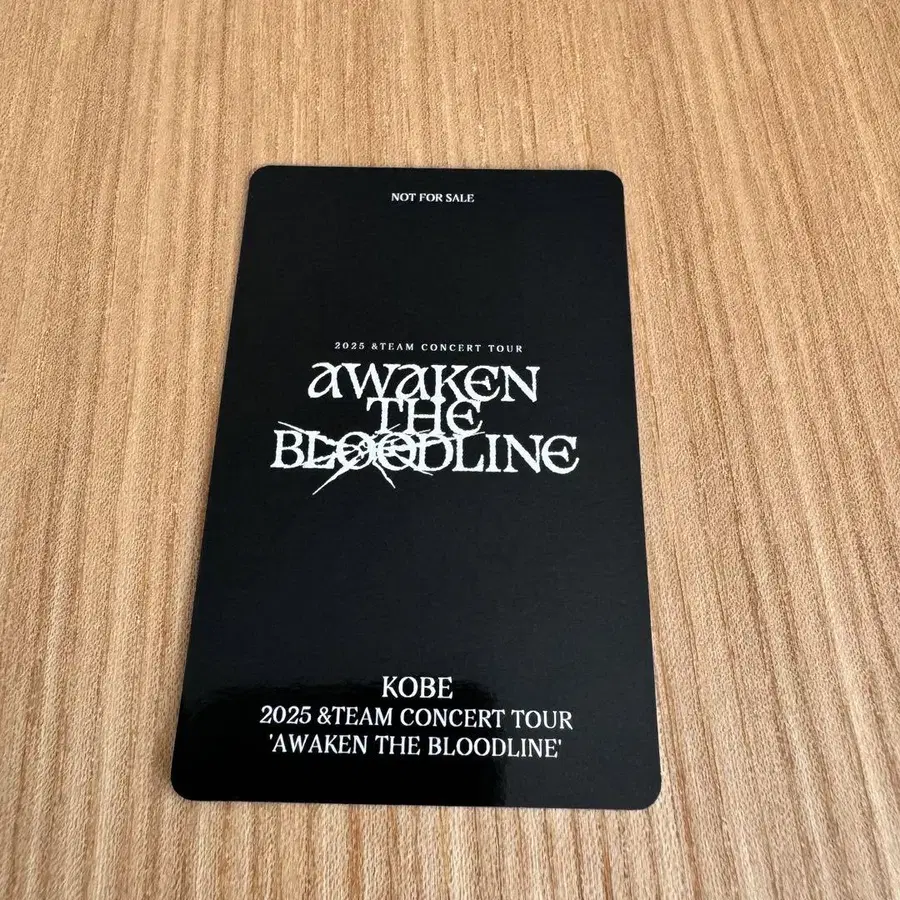 NOT FOR SALE
2025 &TEAM CONCERT TOUR
AWAKEN
THE
BLOODLINE
KOBE
2025 &TEAM CONCERT TOUR
'AWAKEN THE BLOODLINE'